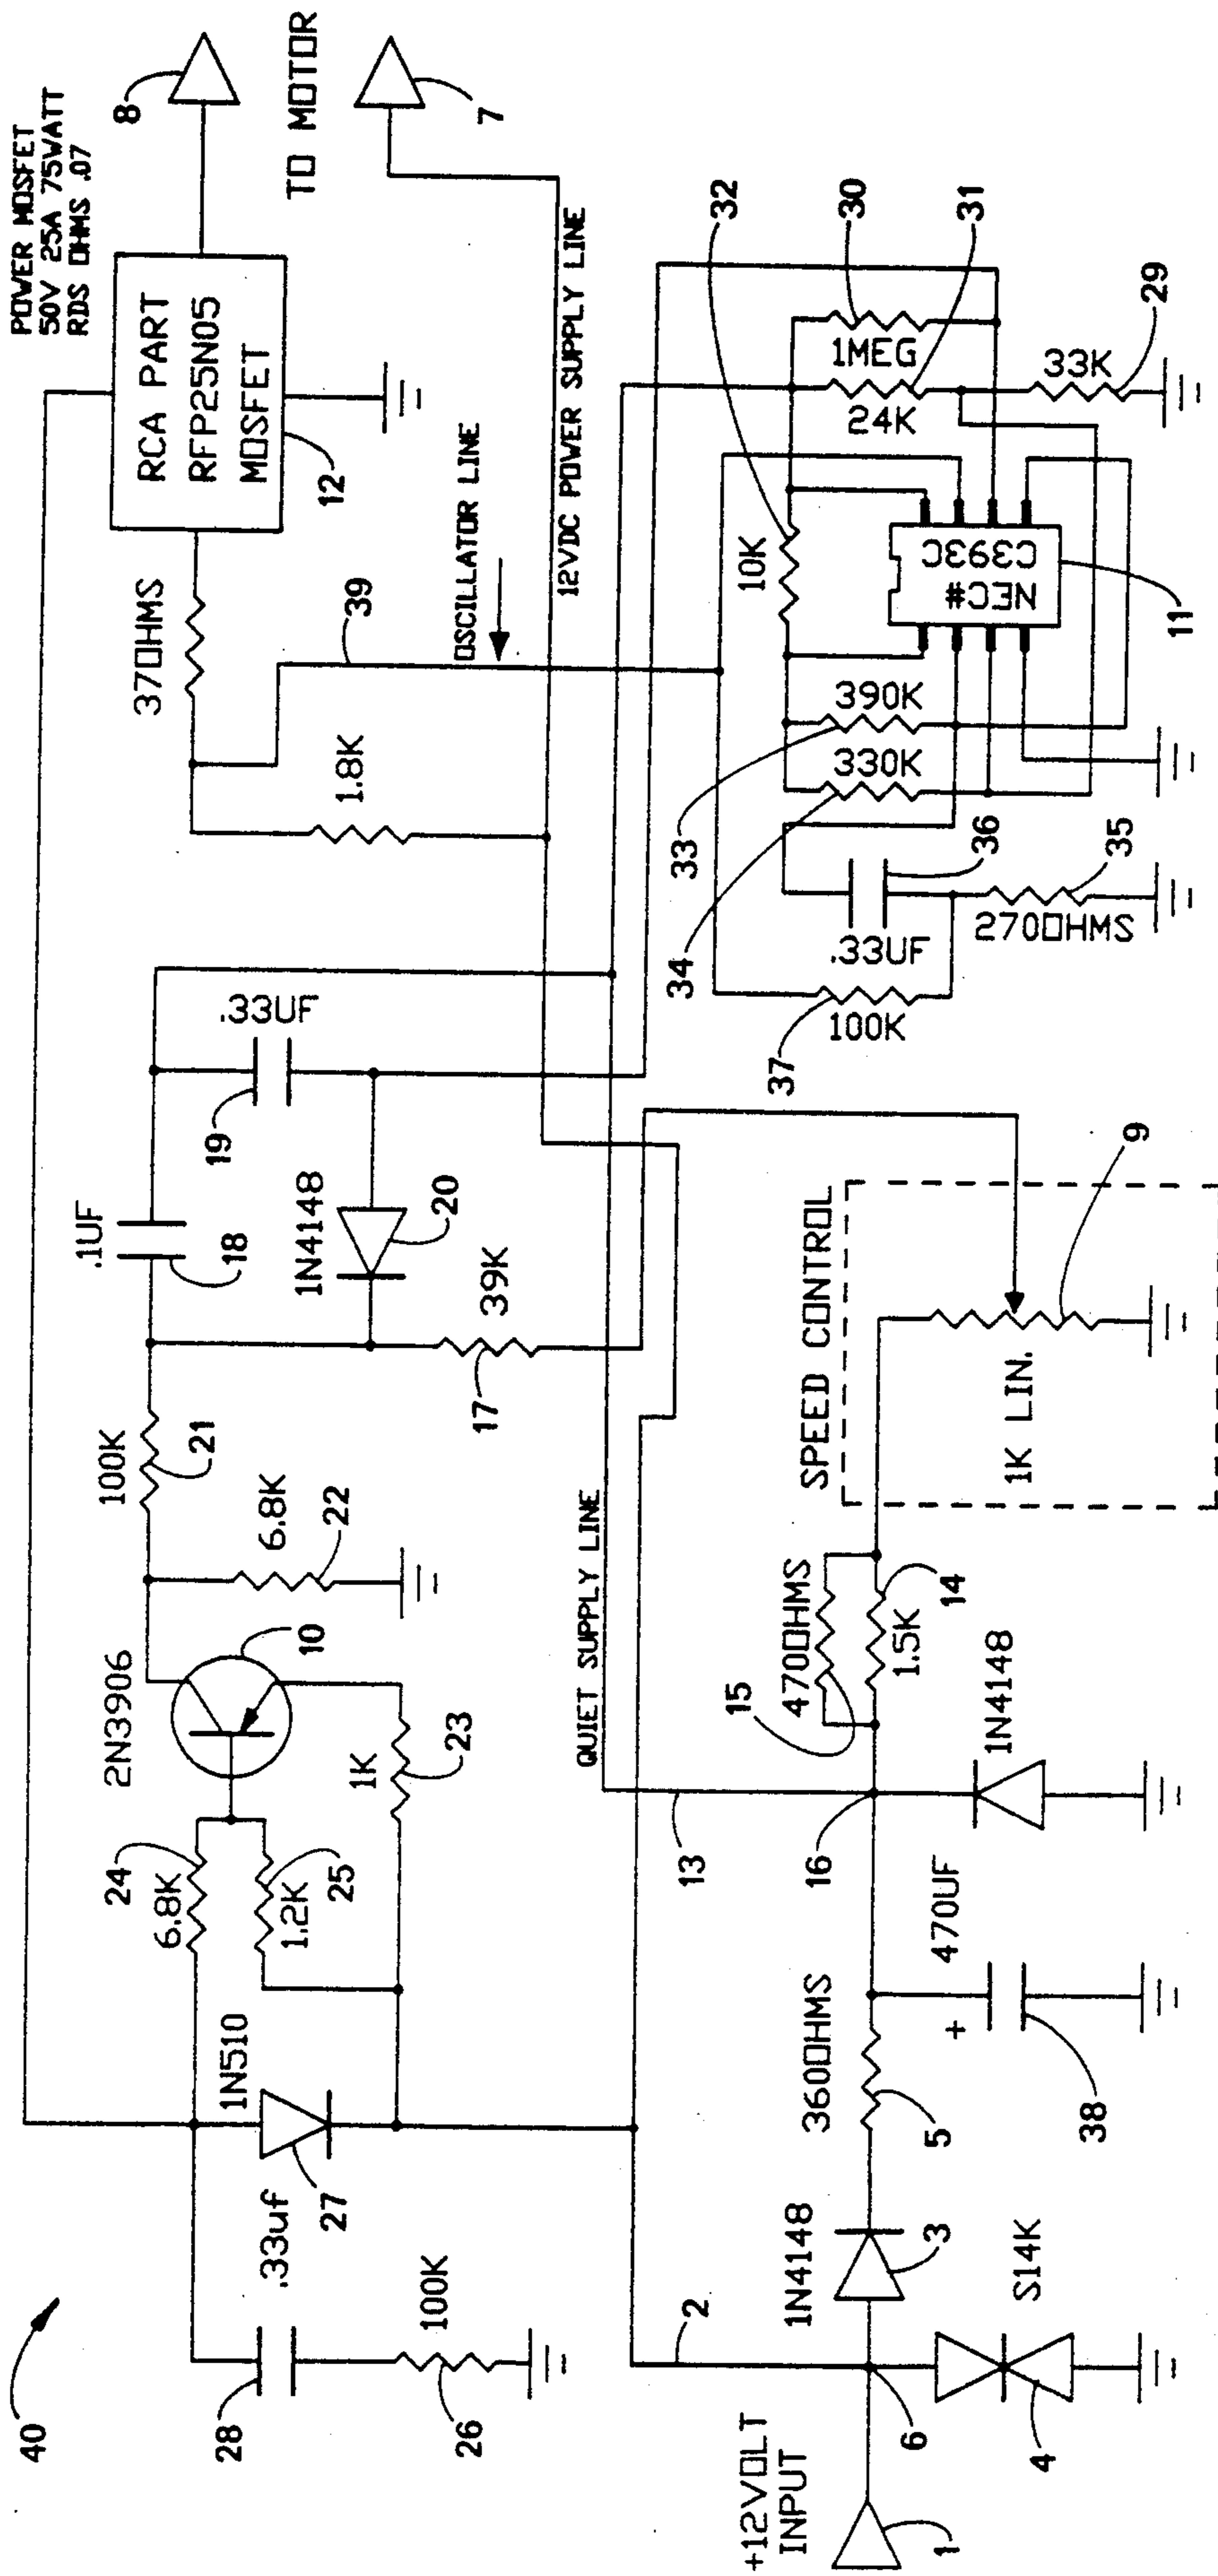 40
POWER MOSFET
50V 25A 75WATT
RDS OHMS .07
8
RCA PART
RFP25N05
MOSFET
12
TO MOTOR
7
37OHMS
39
1.8K
OSCILLATOR LINE
12VDC POWER SUPPLY LINE
.1UF
18
.33UF
19
1N4148
20
39K
17
100K
21
6.8K
22
2N3906
10
1K
23
24
6.8K
25
1.2K
1N510
27
.33uf
28
100K
26
QUIET SUPPLY LINE
13
2
+12VOLT
INPUT
1
6
1N4148
3
S14K
4
360OHMS
5
470UF
+
38
16
470OHMS
15
14
1.5K
1N4148
SPEED CONTROL
1K LIN.
9
37
100K
.33UF
36
270OHMS
35
34
33
330K
390K
10K
32
NEC#
C393C
11
1MEG
30
24K
31
33K
29